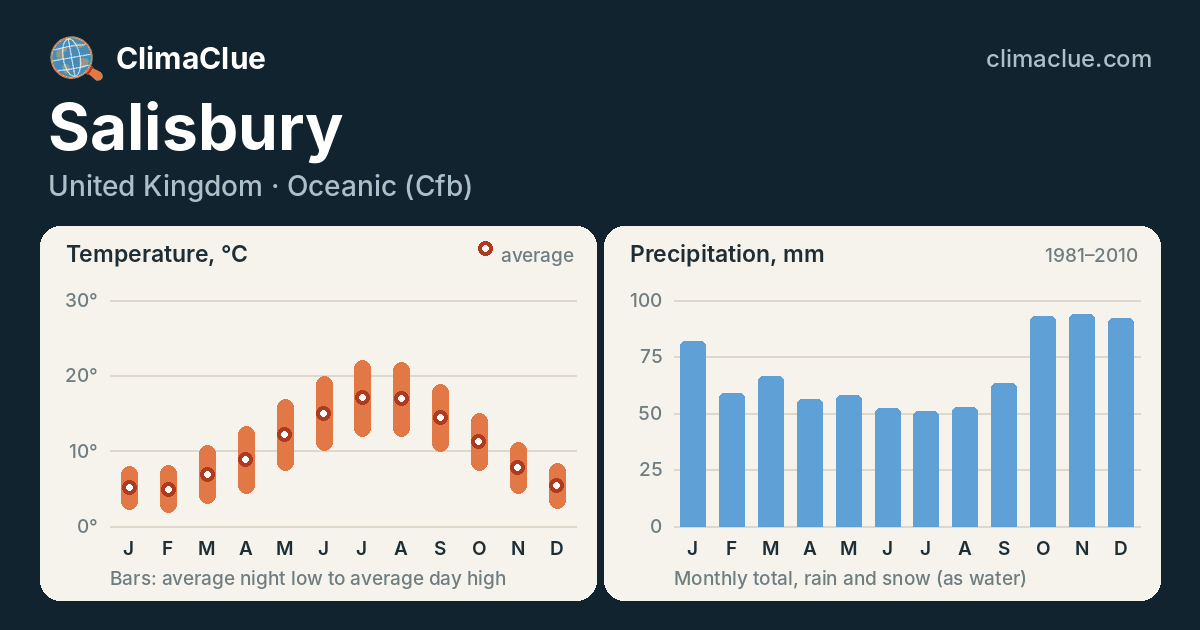 ClimaClue
climaclue.com
Salisbury
United Kingdom · Oceanic (Cfb)
Temperature, °C
average
30°
20°
10°
0°
J F M A M J J A S O N D
Bars: average night low to average day high
Precipitation, mm
1981–2010
100
75
50
25
0
J F M A M J J A S O N D
Monthly total, rain and snow (as water)